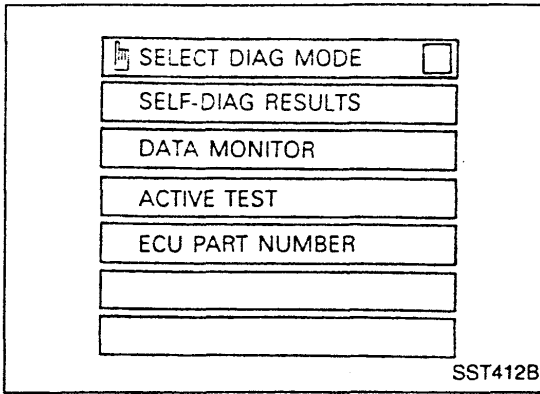 SELECT DIAG MODE
SELF-DIAG RESULTS
DATA MONITOR
ACTIVE TEST
ECU PART NUMBER
SST412B